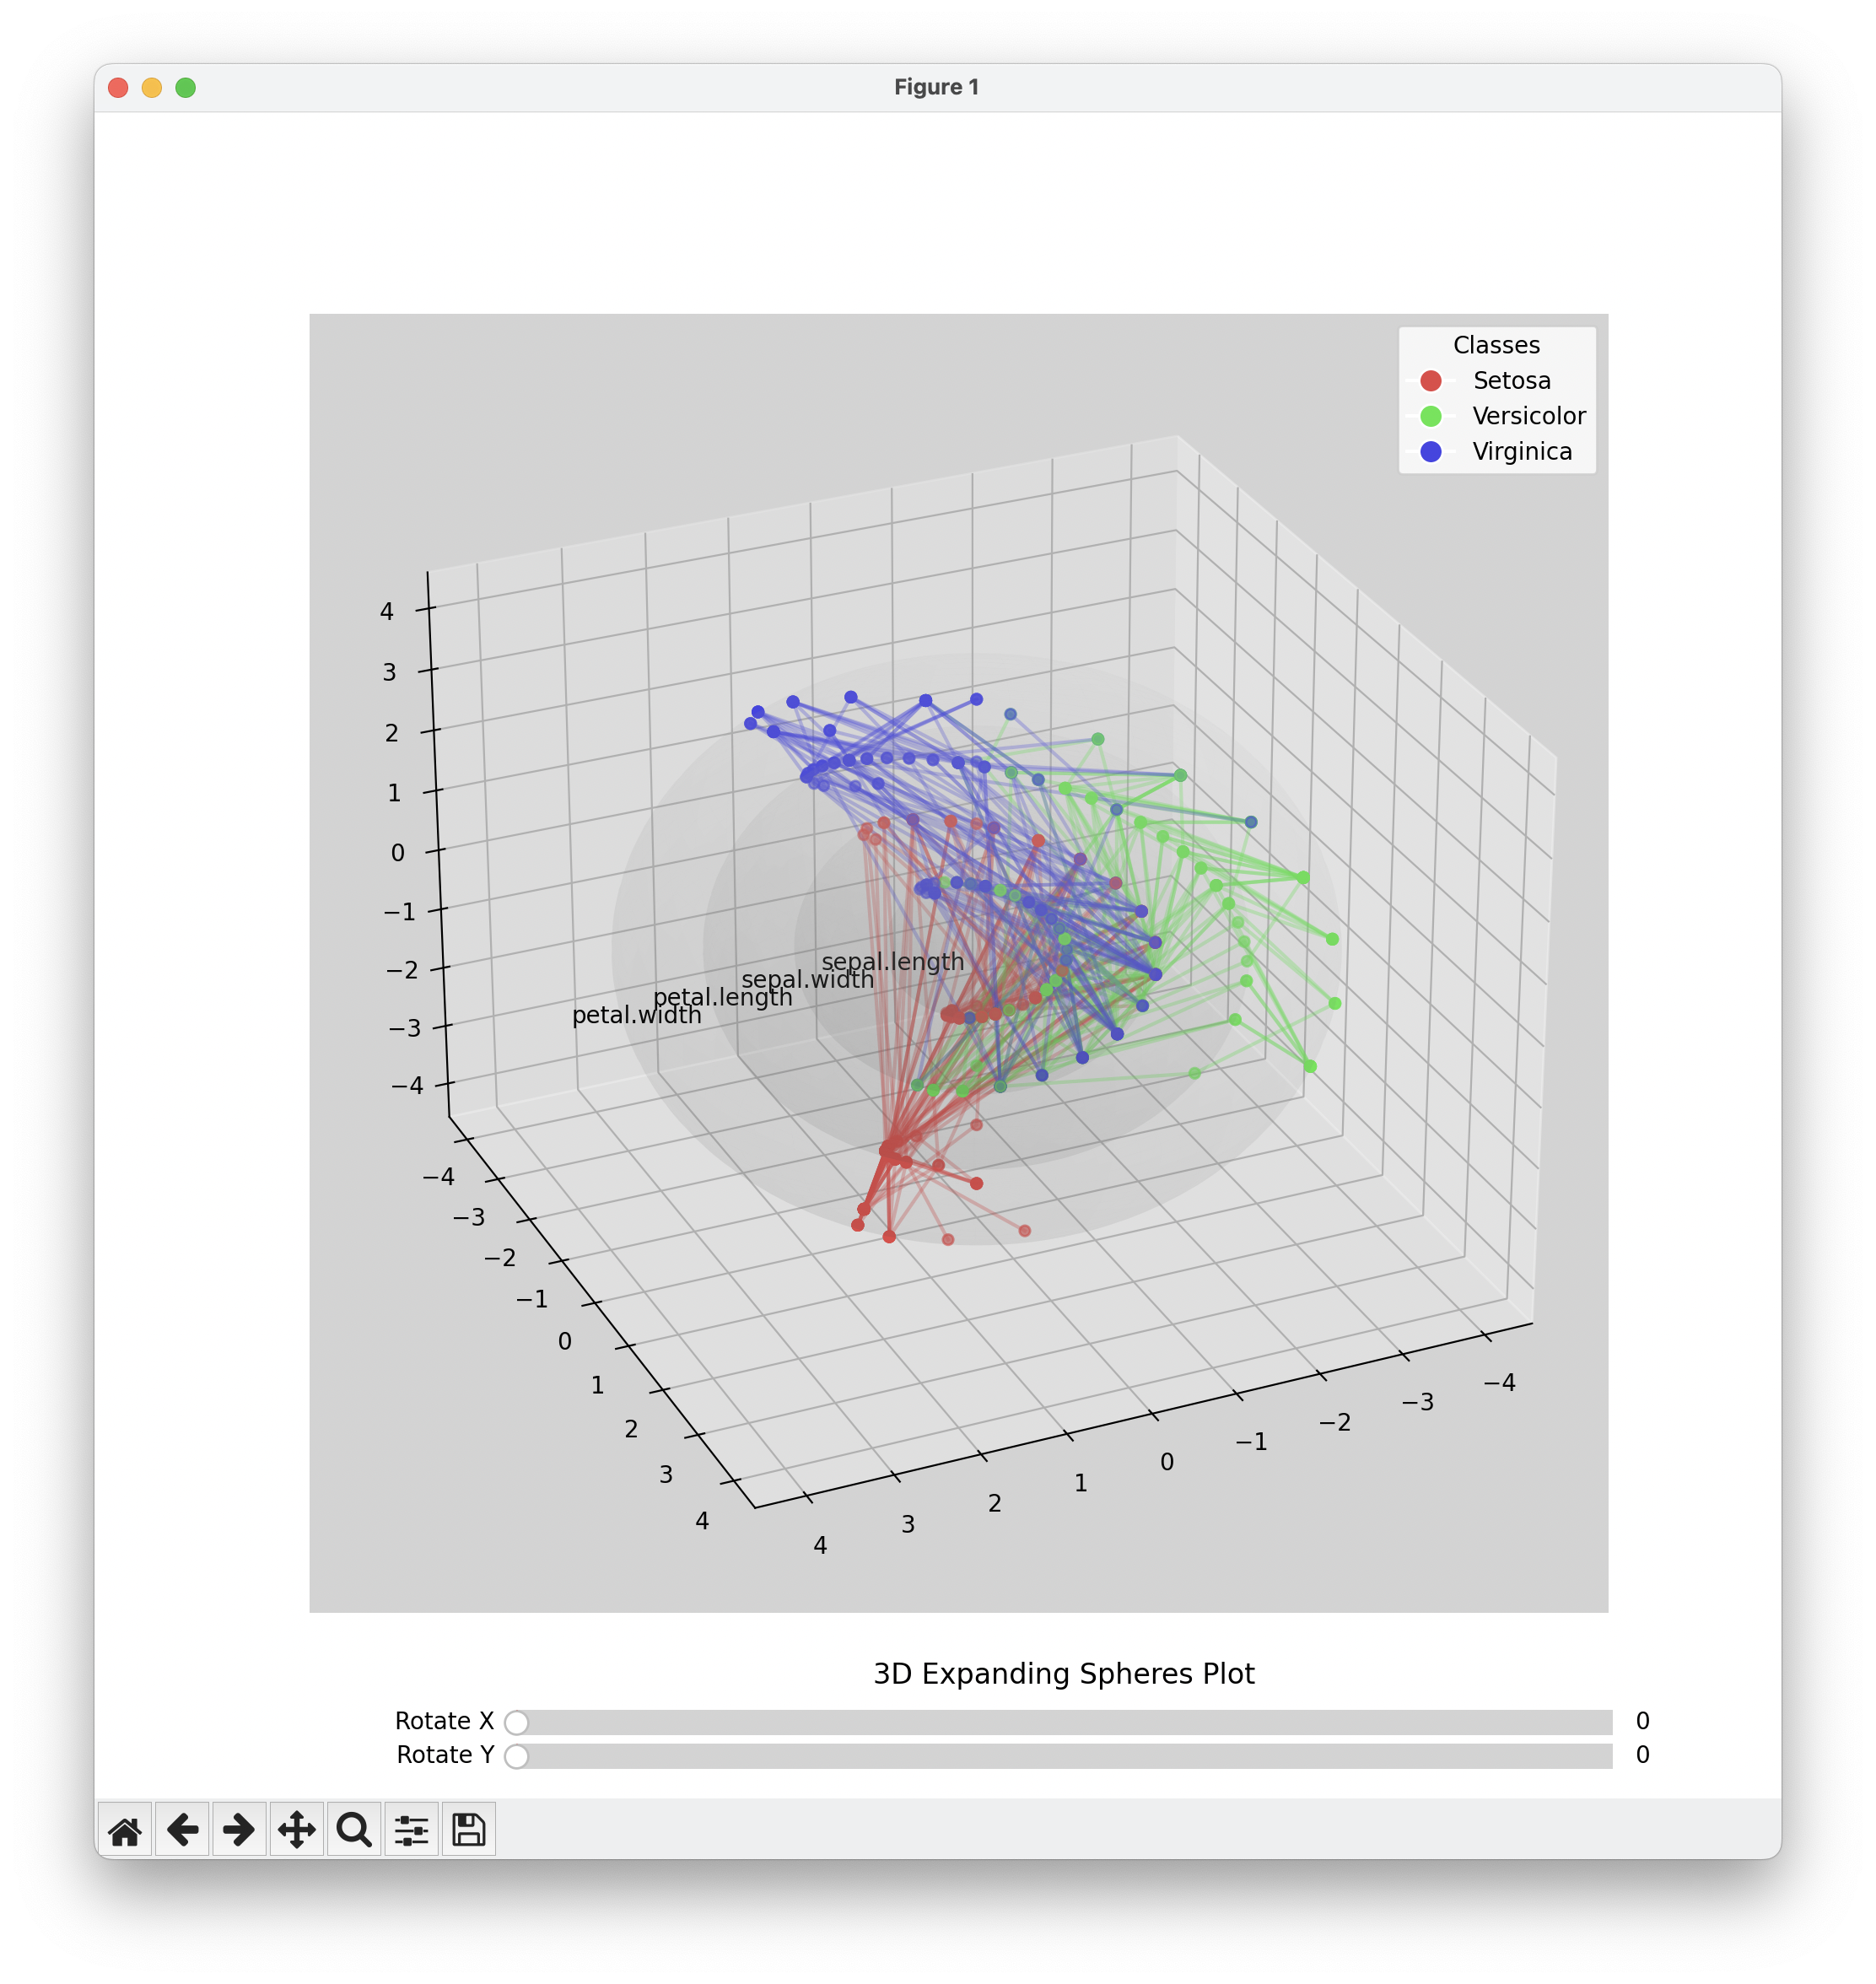 Figure 1
Classes
Setosa
Versicolor
Virginica
4
3
2
1
0
−1
−2
−3
−4
sepal.length
sepal.width
petal.length
petal.width
−4
−3
−2
−1
0
1
2
3
4
4
3
2
1
0
−1
−2
−3
−4
3D Expanding Spheres Plot
Rotate X 0
Rotate Y 0